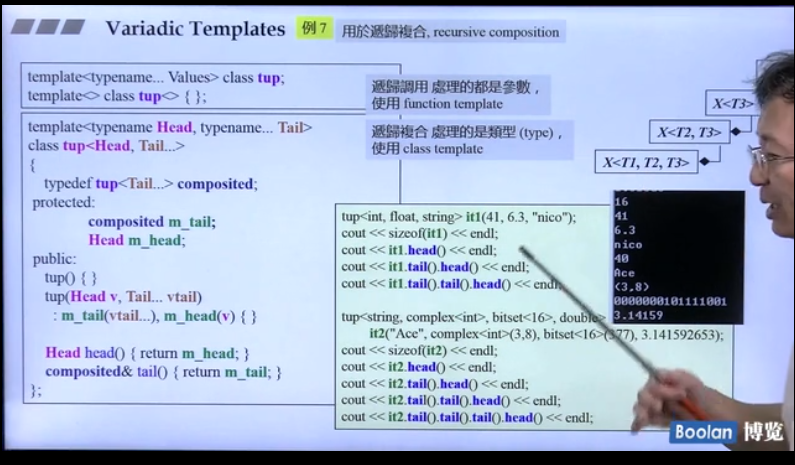 Variadic Templates 例 7 用於遞歸複合, recursive composition
template<typename... Values> class tup;
template<> class tup<> { };
遞歸調用 處理的都是參數，
使用 function template
遞歸複合 處理的是類型 (type)，
使用 class template
X<T3>
X<T2, T3>
X<T1, T2, T3>
template<typename Head, typename... Tail>
class tup<Head, Tail...>
{
typedef tup<Tail...> composited;
protected:
composited m_tail;
Head m_head;
public:
tup() { }
tup(Head v, Tail... vtail)
: m_tail(vtail...), m_head(v) { }
Head head() { return m_head; }
composited& tail() { return m_tail; }
};
tup<int, float, string> it1(41, 6.3, "nico");
cout << sizeof(it1) << endl;
cout << it1.head() << endl;
cout << it1.tail().head() << endl;
cout << it1.tail().tail().head() << endl;
tup<string, complex<int>, bitset<16>, double>
it2("Ace", complex<int>(3,8), bitset<16>(377), 3.141592653);
cout << sizeof(it2) << endl;
cout << it2.head() << endl;
cout << it2.tail().head() << endl;
cout << it2.tail().tail().head() << endl;
cout << it2.tail().tail().tail().head() << endl;
16
41
6.3
nico
40
Ace
(3,8)
0000000101111001
3.14159
Boolan 博览